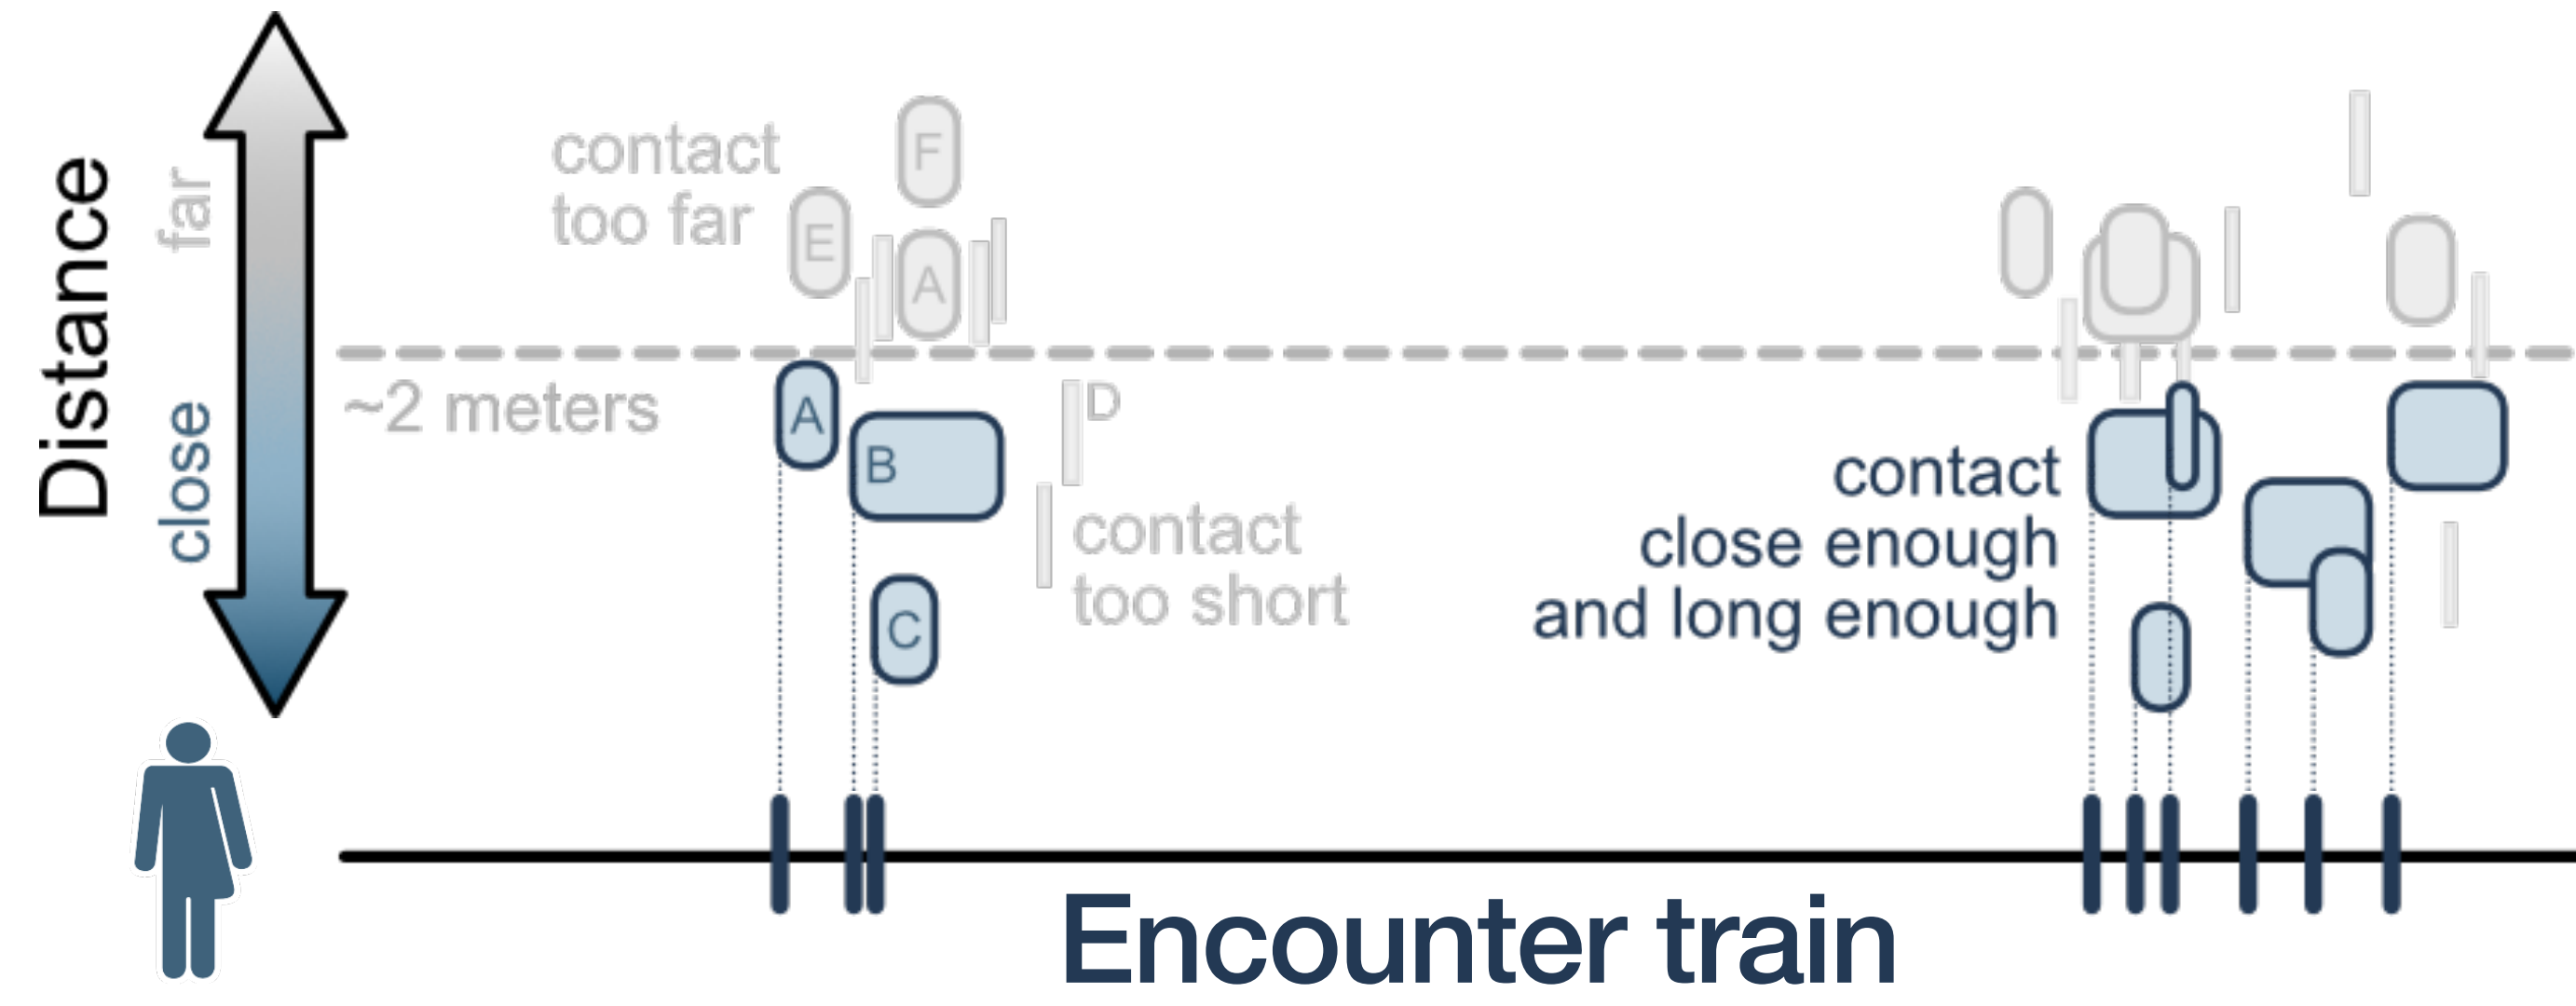 Distance
far
close
contact
too far
F
E
A
~2 meters
A
B
D
C
contact
too short
contact
close enough
and long enough
Encounter train